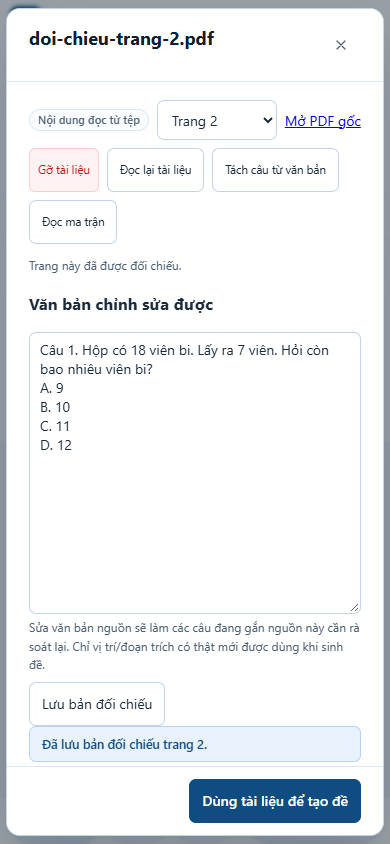 doi-chieu-trang-2.pdf
×
Nội dung đọc từ tệp
Trang 2
Mở PDF gốc
Gỡ tài liệu
Đọc lại tài liệu
Tách câu từ văn bản
Đọc ma trận
Trang này đã được đối chiếu.
Văn bản chỉnh sửa được
Câu 1. Hộp có 18 viên bi. Lấy ra 7 viên. Hỏi còn
bao nhiêu viên bi?
A. 9
B. 10
C. 11
D. 12
Sửa văn bản nguồn sẽ làm các câu đang gắn nguồn này cần rà
soát lại. Chỉ vị trí/đoạn trích có thật mới được dùng khi sinh
đề.
Lưu bản đối chiếu
Đã lưu bản đối chiếu trang 2.
Dùng tài liệu để tạo đề